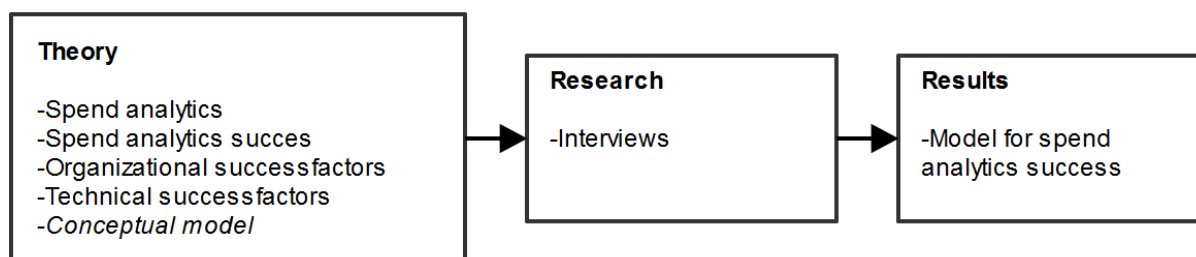 Theory
-Spend analytics
-Spend analytics succes
-Organizational successfactors
-Technical successfactors
-Conceptual model
Research
-Interviews
Results
-Model for spend
analytics success